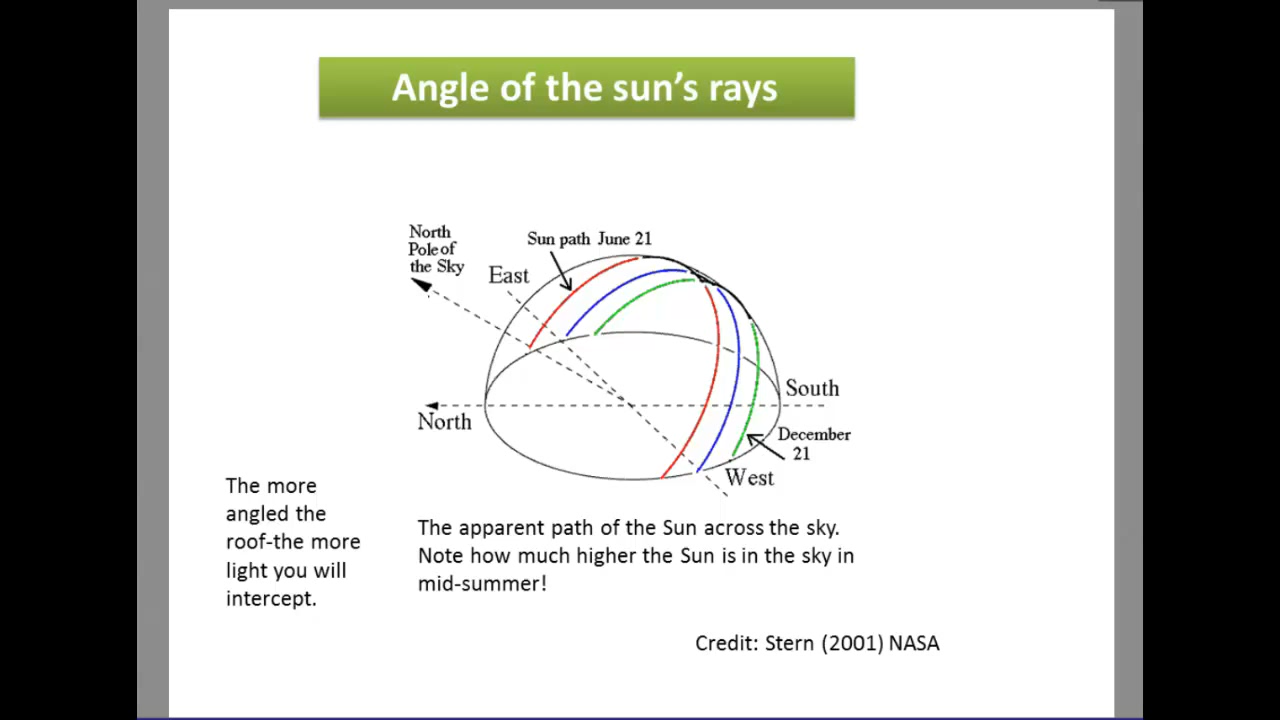 Angle of the sun's rays
North
Pole of
the Sky
Sun path June 21
East
South
North
December
21
West
The more
angled the
roof-the more
light you will
intercept.
The apparent path of the Sun across the sky.
Note how much higher the Sun is in the sky in
mid-summer!
Credit: Stern (2001) NASA